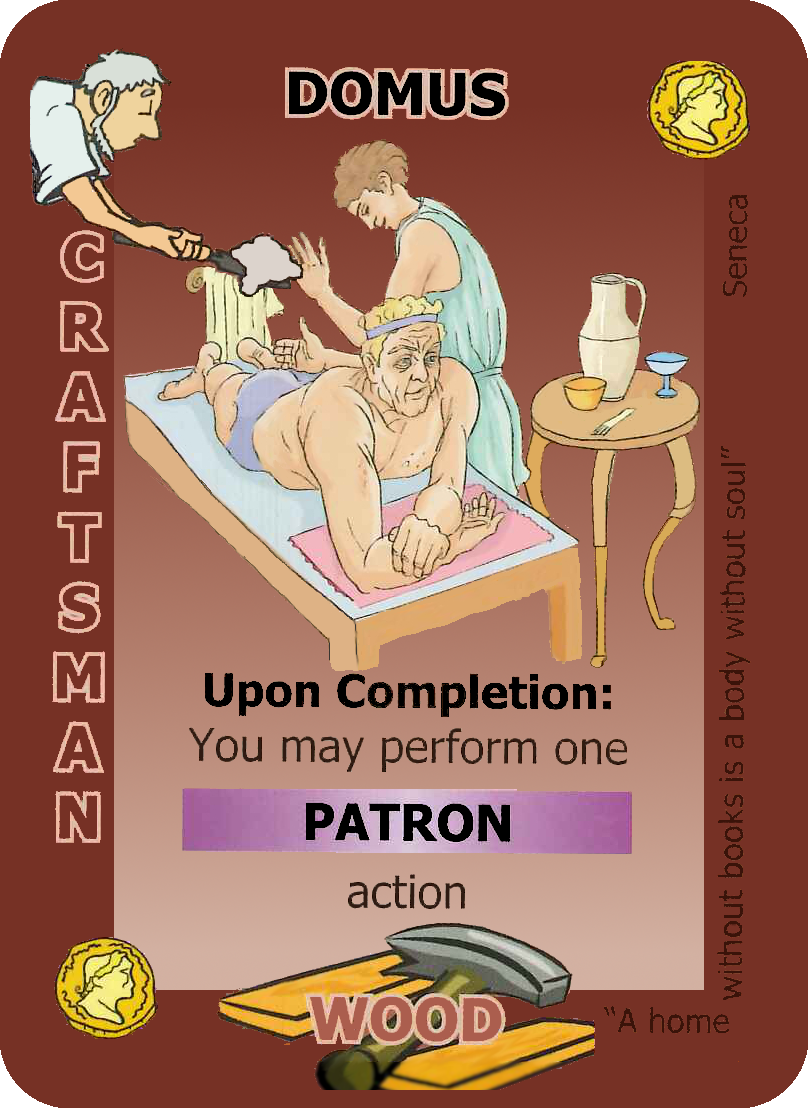 DOMUS
CRAFTSMAN
Upon Completion:
You may perform one
PATRON
action
WOOD
“A home
without books is a body without soul”
Seneca